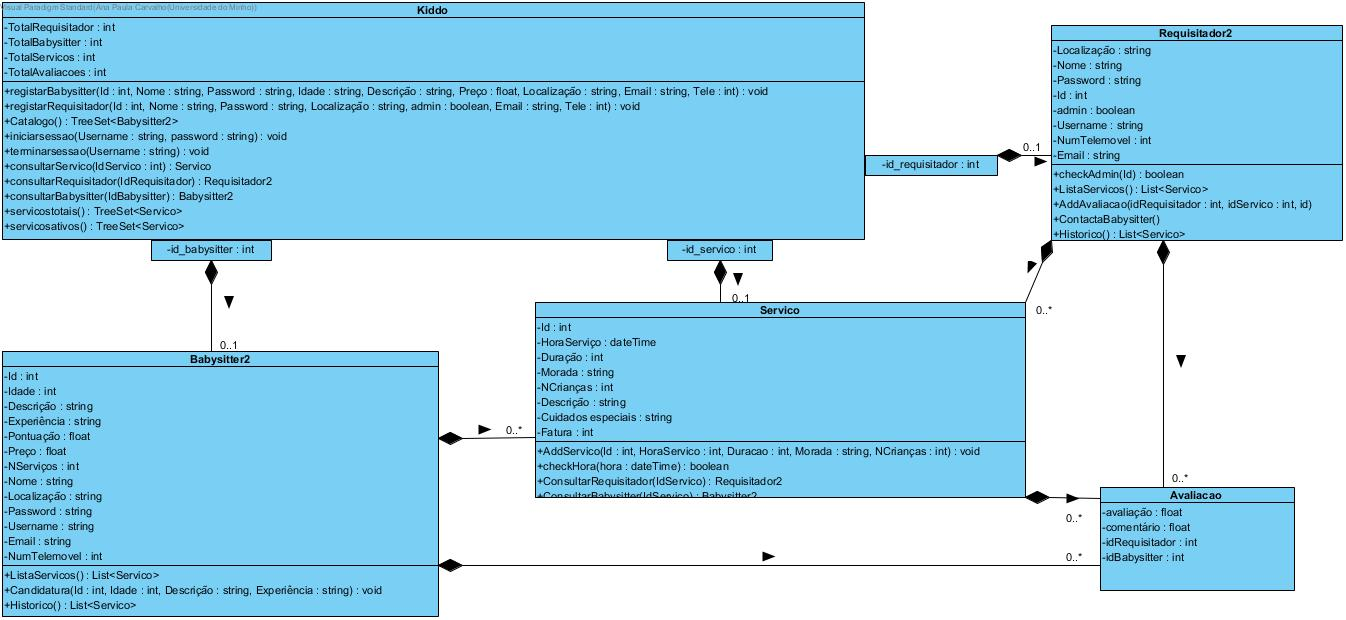 Visual Paradigm Standard(Ana Paula Carvalho(Universidade do Minho))
Kiddo
-TotalRequisitador : int
-TotalBabysitter : int
-TotalServicos : int
-TotalAvaliacoes : int
+registarBabysitter(Id : int, Nome : string, Password : string, Idade : string, Descrição : string, Preço : float, Localização : string, Email : string, Tele : int) : void
+registarRequisitador(Id : int, Nome : string, Password : string, Localização : string, admin : boolean, Email : string, Tele : int) : void
+Catalogo() : TreeSet<Babysitter2>
+iniciarsessao(Username : string, password : string) : void
+terminarsessao(Username : string) : void
+consultarServico(IdServico : int) : Servico
+consultarRequisitador(IdRequisitador) : Requisitador2
+consultarBabysitter(IdBabysitter) : Babysitter2
+servicostotais() : TreeSet<Servico>
+servicosativos() : TreeSet<Servico>
-id_requisitador : int
0..1
Requisitador2
-Localização : string
-Nome : string
-Password : string
-Id : int
-admin : boolean
-Username : string
-NumTelemovel : int
-Email : string
+checkAdmin(Id) : boolean
+ListaServicos() : List<Servico>
+AddAvaliacao(idRequisitador : int, idServico : int, id)
+ContactaBabysitter()
+Historico() : List<Servico>
-id_babysitter : int
-id_servico : int
0..1
0..1
0..*
Babysitter2
-Id : int
-Idade : int
-Descrição : string
-Experiência : string
-Pontuação : float
-Preço : float
-NServiços : int
-Nome : string
-Localização : string
-Password : string
-Username : string
-Email : string
-NumTelemovel : int
+ListaServicos() : List<Servico>
+Candidatura(Id : int, Idade : int, Descrição : string, Experiência : string) : void
+Historico() : List<Servico>
0..*
Servico
-Id : int
-HoraServiço : dateTime
-Duração : int
-Morada : string
-NCrianças : int
-Descrição : string
-Cuidados especiais : string
-Fatura : int
+AddServico(Id : int, HoraServico : int, Duracao : int, Morada : string, NCrianças : int) : void
+checkHora(hora : dateTime) : boolean
+ConsultarRequisitador(IdServico) : Requisitador2
+ConsultarBabysitter(IdServico) : Babysitter2
0..*
0..*
0..*
Avaliacao
-avaliação : float
-comentário : float
-idRequisitador : int
-idBabysitter : int